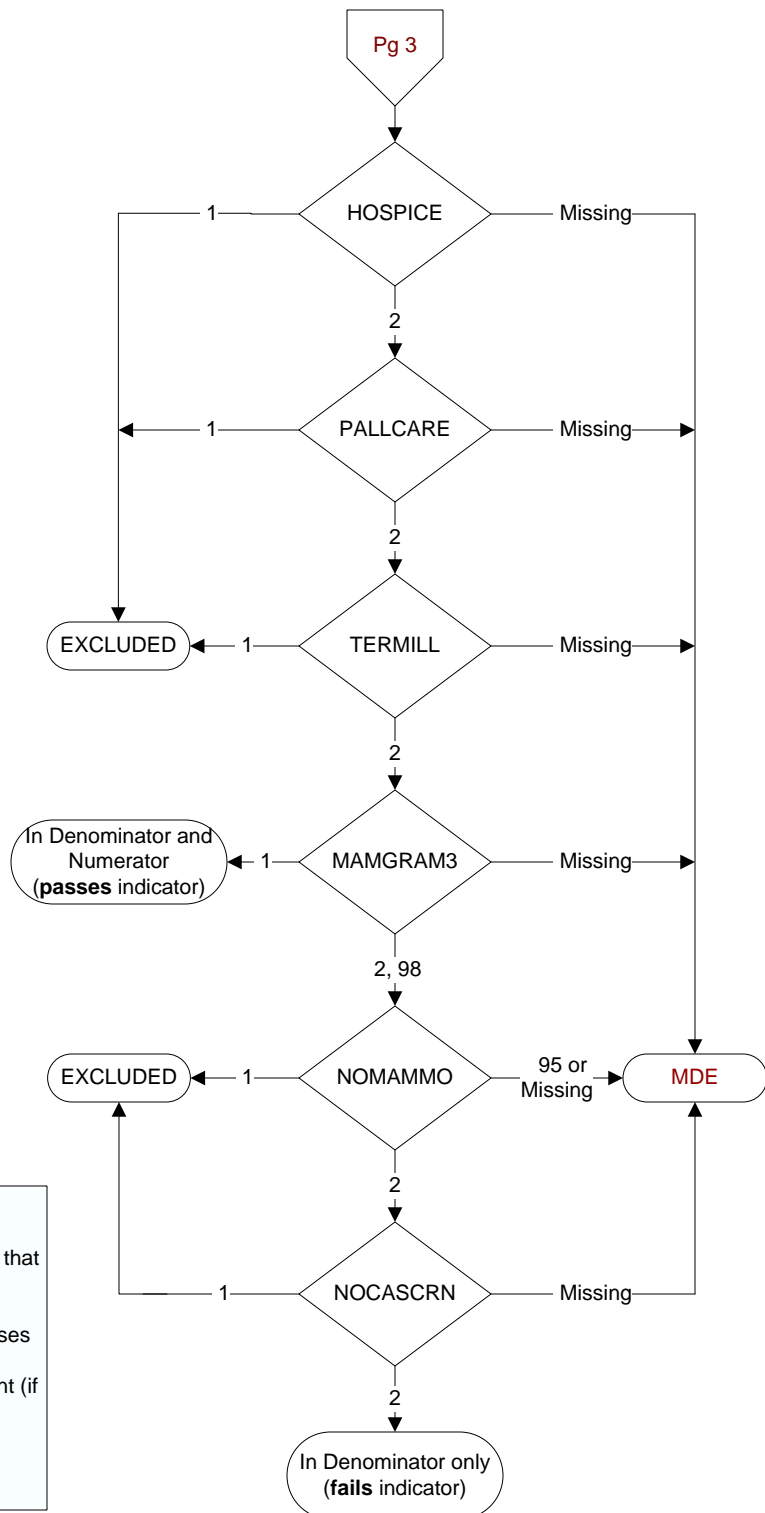 Pg 3
HOSPICE
1
Missing
2
PALLCARE
1
Missing
2
TERMILL
EXCLUDED
1
Missing
2
MAMGRAM3
In Denominator and
Numerator
(passes indicator)
1
Missing
2, 98
NOMAMMO
EXCLUDED
1
95 or
Missing
MDE
2
that
NOCASCRN
1
Missing
ses
nt (if
2
In Denominator only
(fails indicator)